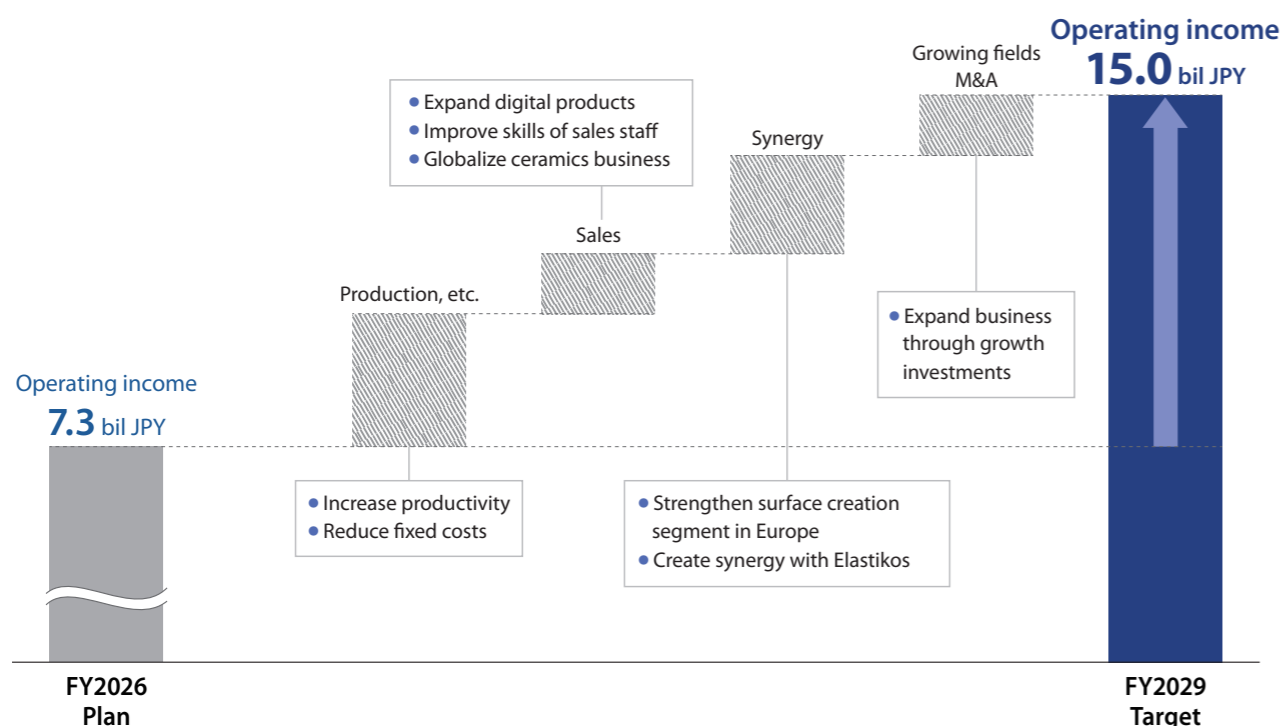 Operating income
15.0 bil JPY
Growing fields
M&A
● Expand digital products
● Improve skills of sales staff
● Globalize ceramics business
Synergy
Sales
Production, etc.
● Expand business
through growth
investments
Operating income
7.3 bil JPY
● Increase productivity
● Reduce fixed costs
● Strengthen surface creation
segment in Europe
● Create synergy with Elastikos
FY2026
Plan
FY2029
Target